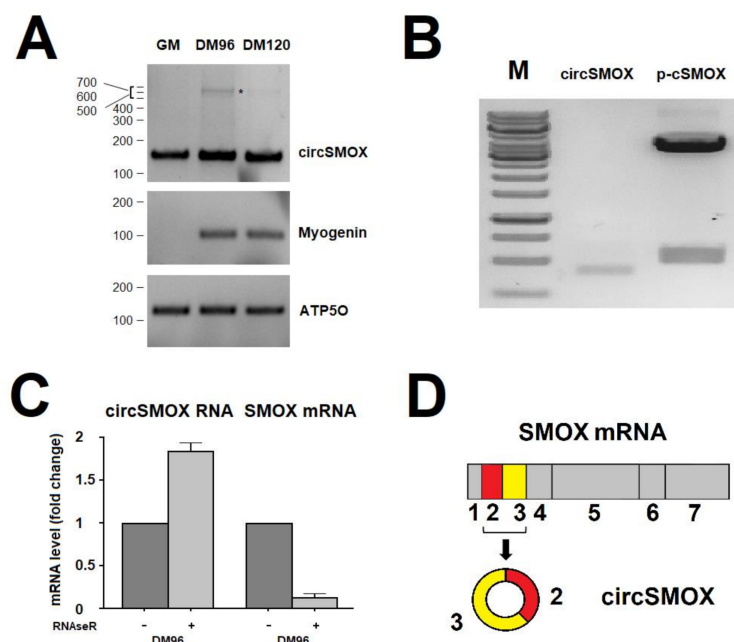 A
GM DM96 DM120
700
600
500
400
300
200
100
*
circSMOX
200
100
Myogenin
200
100
ATP5O
B
M circSMOX p-cSMOX
C
circSMOX RNA SMOX mRNA
mRNA level (fold change)
2
1.5
1
0.5
0
RNAseR - + - +
DM96 DM96
D
SMOX mRNA
1 2 3 4 5 6 7
3 2 circSMOX